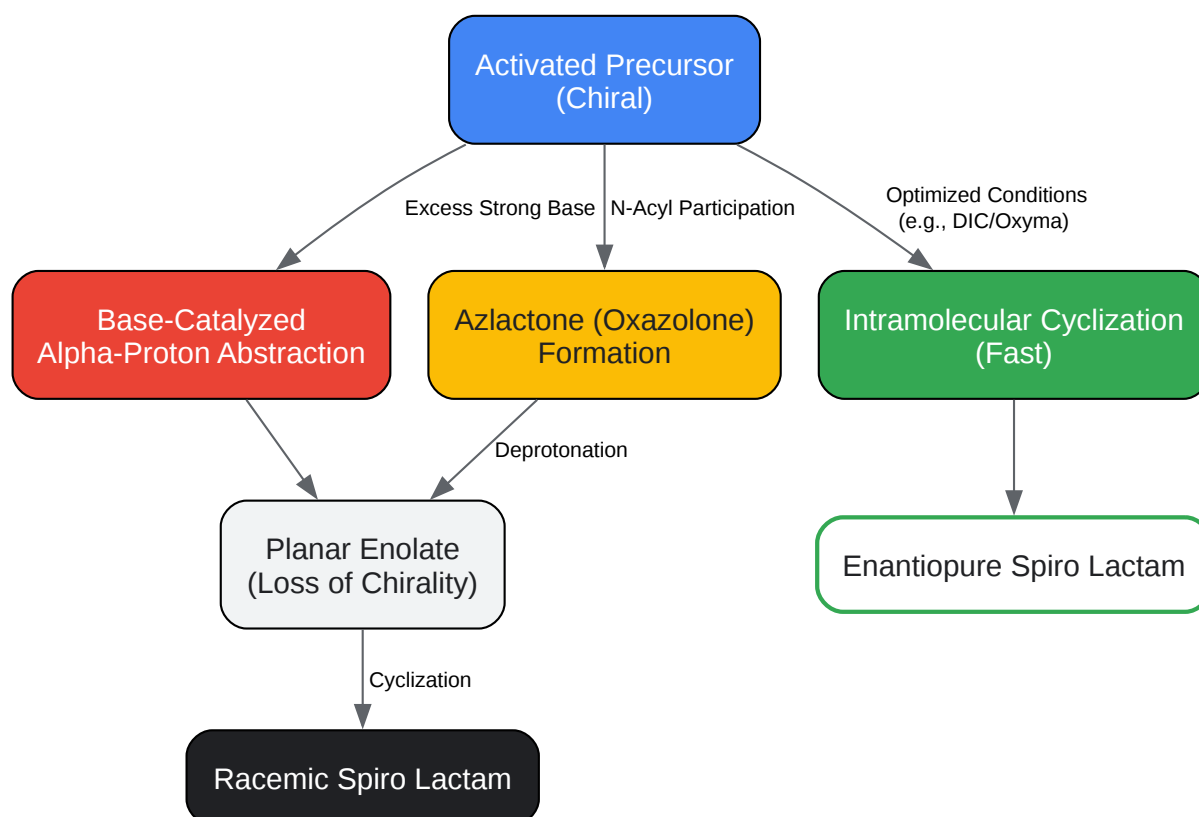 Activated Precursor
(Chiral)
Excess Strong Base
N-Acyl Participation
Optimized Conditions
(e.g., DIC/Oxyma)
Base-Catalyzed
Alpha-Proton Abstraction
Azlactone (Oxazolone)
Formation
Intramolecular Cyclization
(Fast)
Deprotonation
Planar Enolate
(Loss of Chirality)
Enantiopure Spiro Lactam
Cyclization
Racemic Spiro Lactam